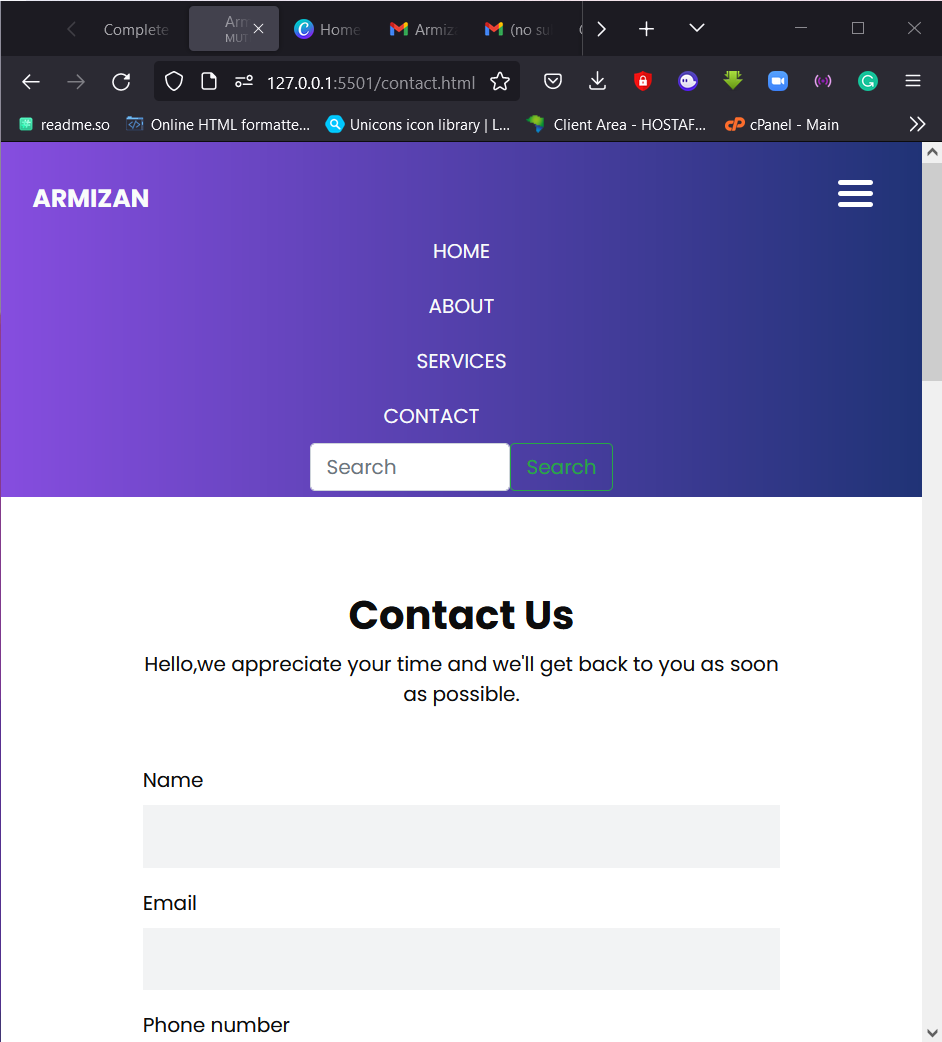 Complete
Arm
MUT
Home
Armiz
(no su
127.0.0.1:5501/contact.html
readme.so
Online HTML formatte...
Unicons icon library | L...
Client Area - HOSTAF...
cPanel - Main
ARMIZAN
HOME
ABOUT
SERVICES
CONTACT
Search
Search
Contact Us
Hello,we appreciate your time and we'll get back to you as soon
as possible.
Name
Email
Phone number